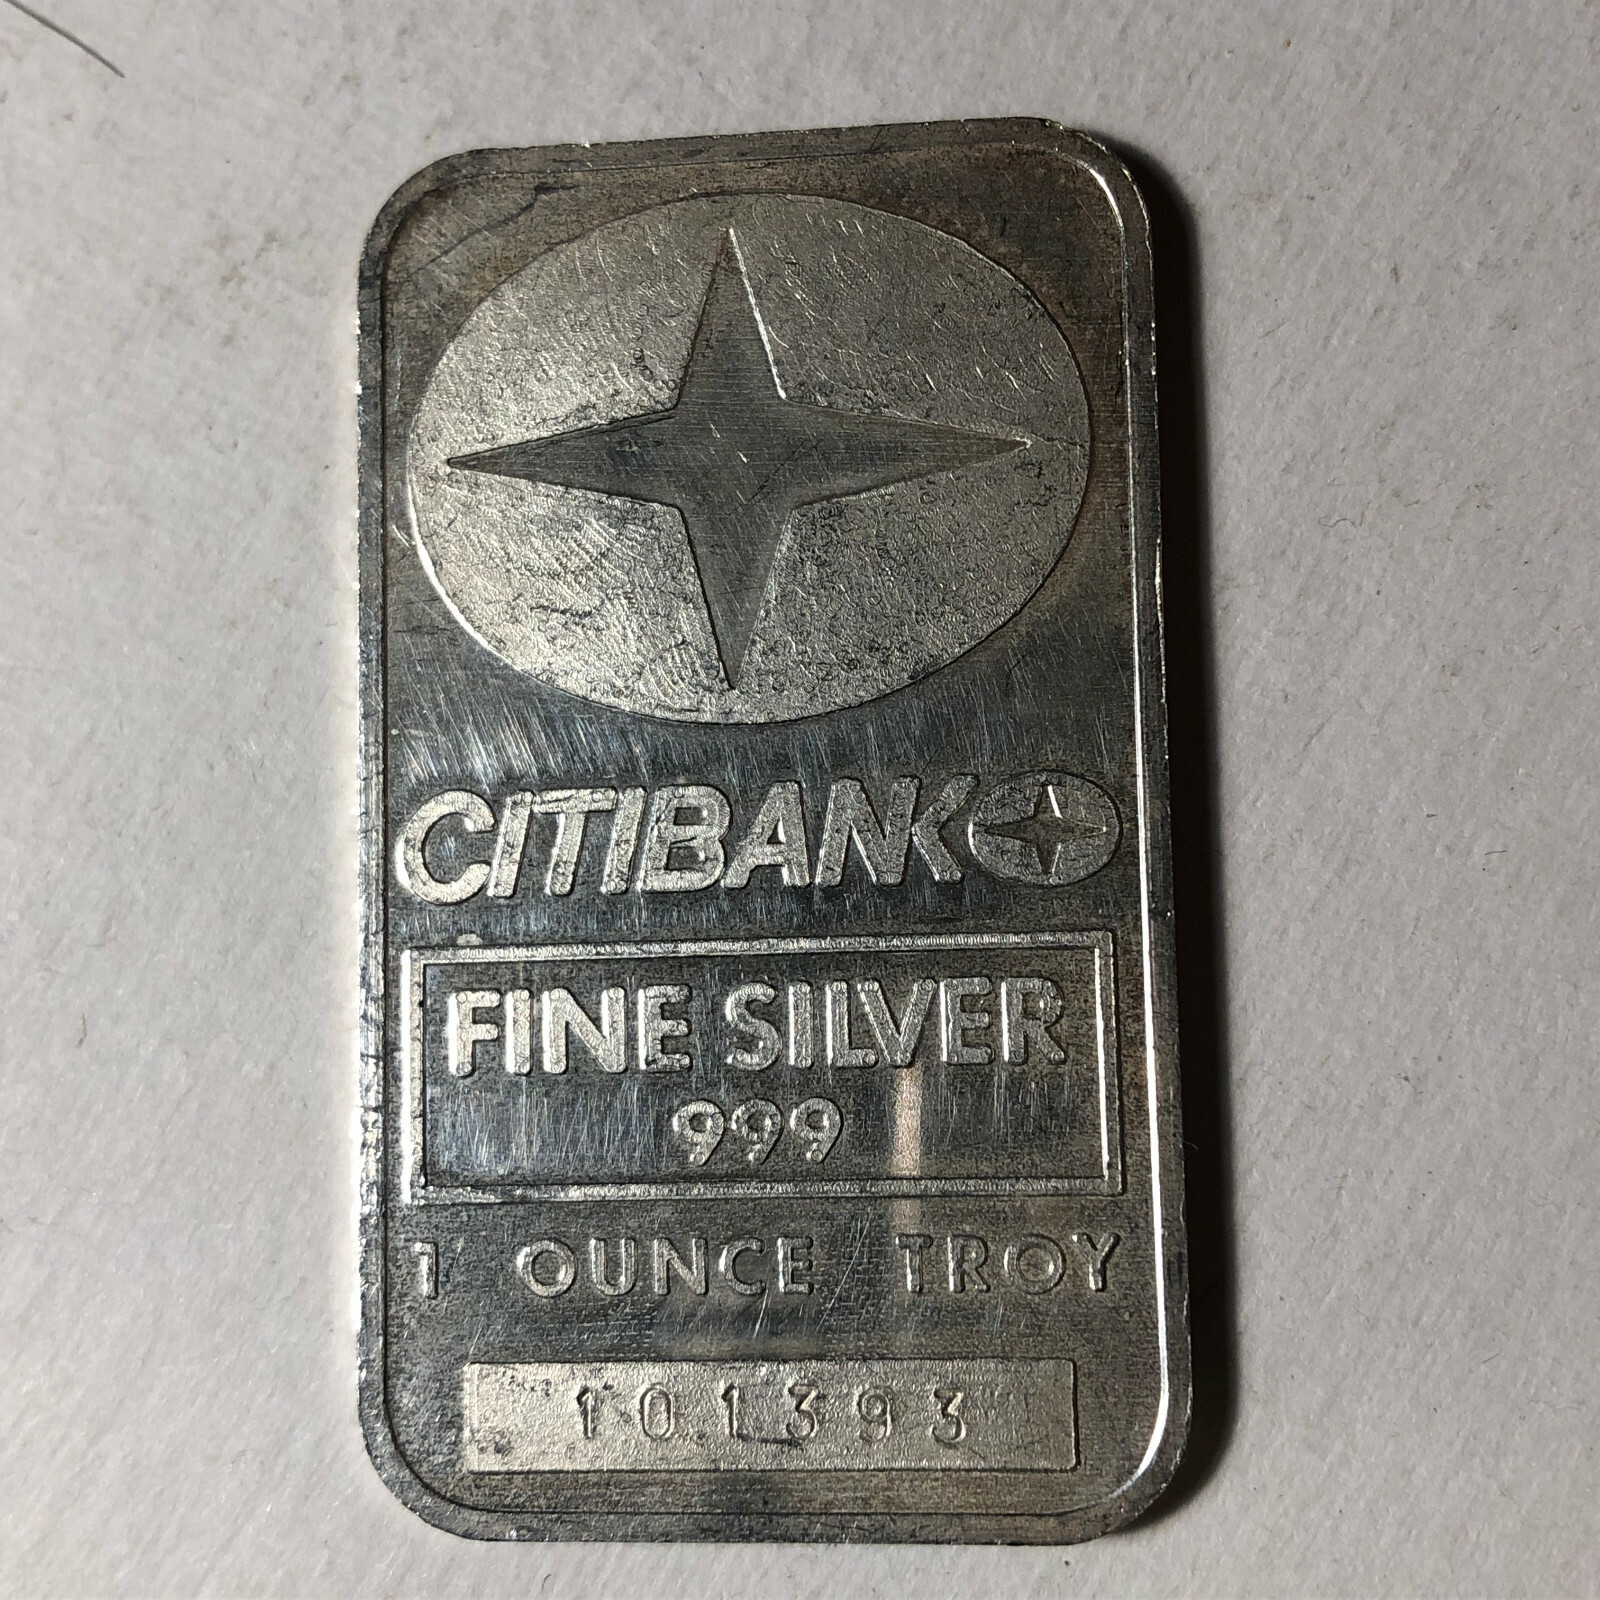 CITIBANK
FINE SILVER
999
1 OUNCE TROY
101393